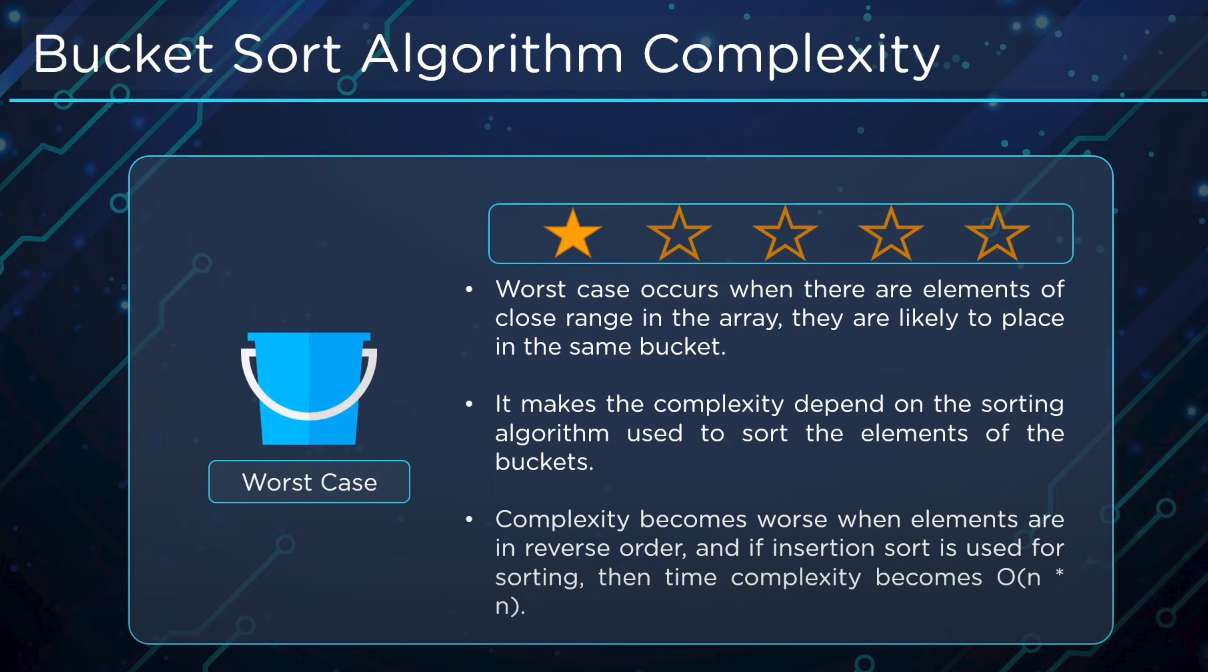 Bucket Sort Algorithm Complexity
• Worst case occurs when there are elements of
close range in the array, they are likely to place
in the same bucket.
• It makes the complexity depend on the sorting
algorithm used to sort the elements of the
buckets.
Worst Case
• Complexity becomes worse when elements are
in reverse order, and if insertion sort is used for
sorting, then time complexity becomes O(n *
n).